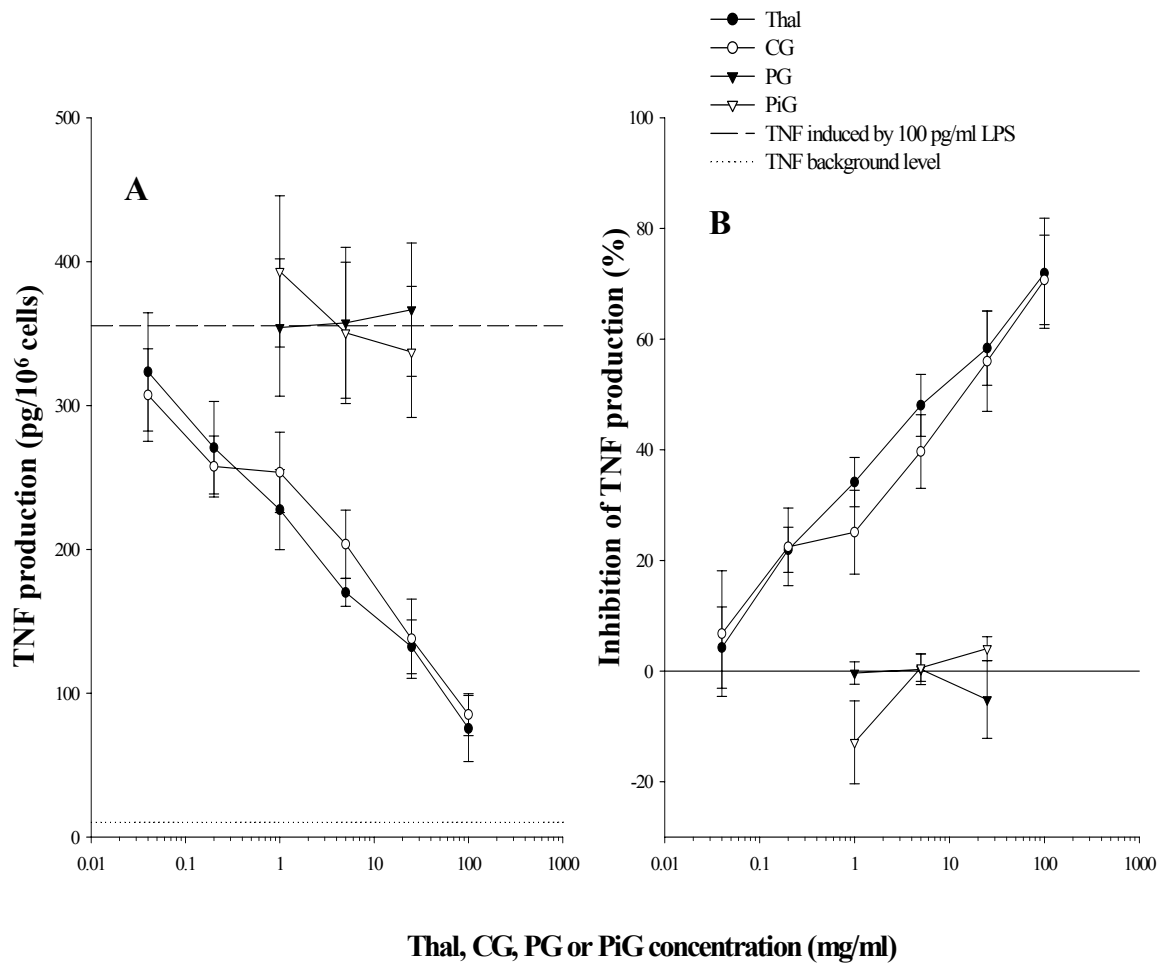 Thal
CG
PG
PiG
TNF induced by 100 pg/ml LPS
TNF background level
A
TNF production (pg/10⁶ cells)
500
400
300
200
100
0
0.01 0.1 1 10 100 1000
B
Inhibition of TNF production (%)
100
80
60
40
20
0
-20
0.01 0.1 1 10 100 1000
Thal, CG, PG or PiG concentration (mg/ml)